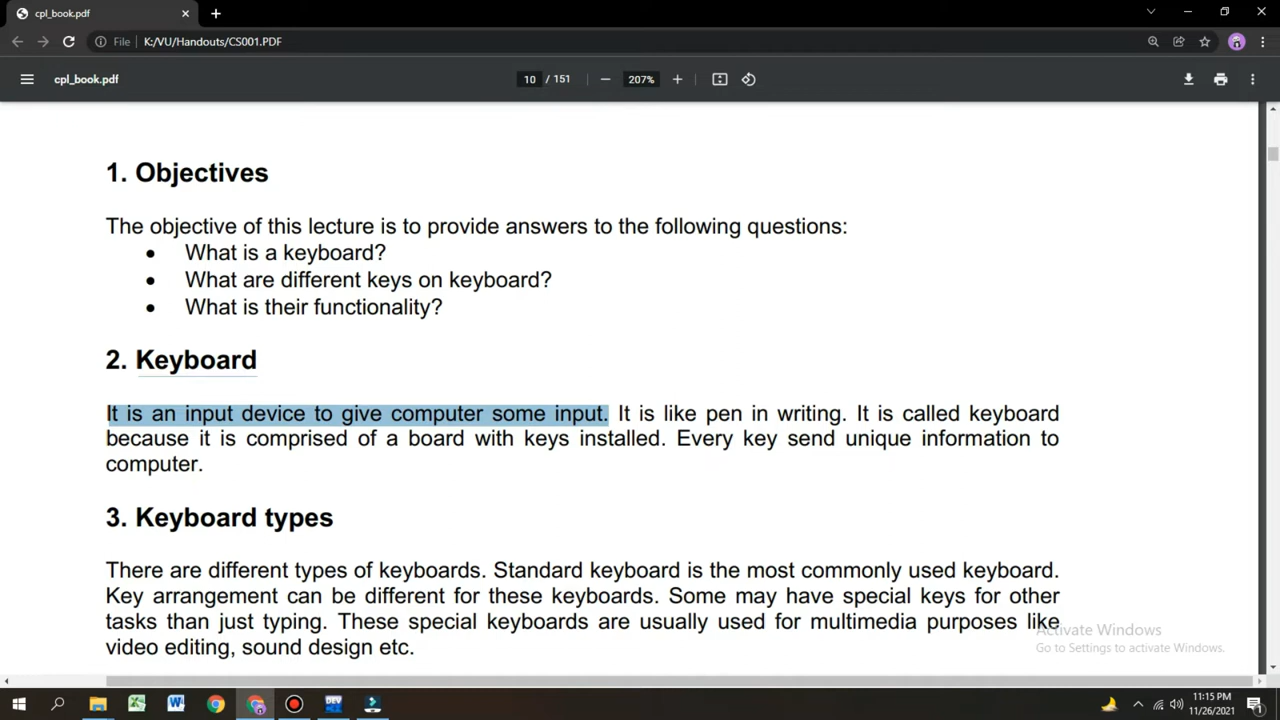 cpl_book.pdf
File K:/VU/Handouts/CS001.PDF
cpl_book.pdf
10 / 151
207%
1. Objectives
The objective of this lecture is to provide answers to the following questions:
• What is a keyboard?
• What are different keys on keyboard?
• What is their functionality?
2. Keyboard
It is an input device to give computer some input. It is like pen in writing. It is called keyboard
because it is comprised of a board with keys installed. Every key send unique information to
computer.
3. Keyboard types
There are different types of keyboards. Standard keyboard is the most commonly used keyboard.
Key arrangement can be different for these keyboards. Some may have special keys for other
tasks than just typing. These special keyboards are usually used for multimedia purposes like
video editing, sound design etc.
Activate Windows
Go to Settings to activate Windows.
DEV
11:15 PM
11/26/2021
1